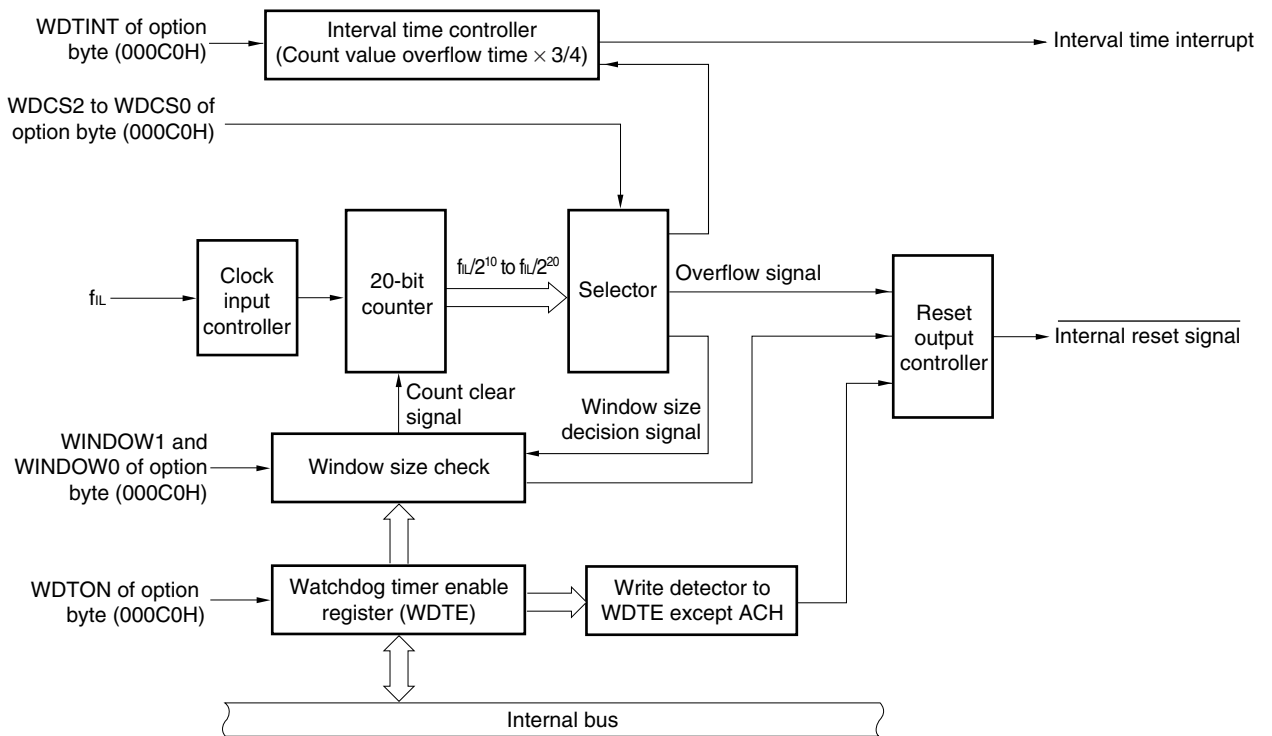 WDTINT of option
byte (000C0H)
Interval time controller
(Count value overflow time × 3/4)
Interval time interrupt
WDCS2 to WDCS0 of
option byte (000C0H)
fIL
Clock
input
controller
20-bit
counter
fIL/2¹⁰ to fIL/2²⁰
Selector
Overflow signal
Reset
output
controller
Internal reset signal
Count clear
signal
Window size
decision signal
WINDOW1 and
WINDOW0 of option
byte (000C0H)
Window size check
WDTON of option
byte (000C0H)
Watchdog timer enable
register (WDTE)
Write detector to
WDTE except ACH
Internal bus